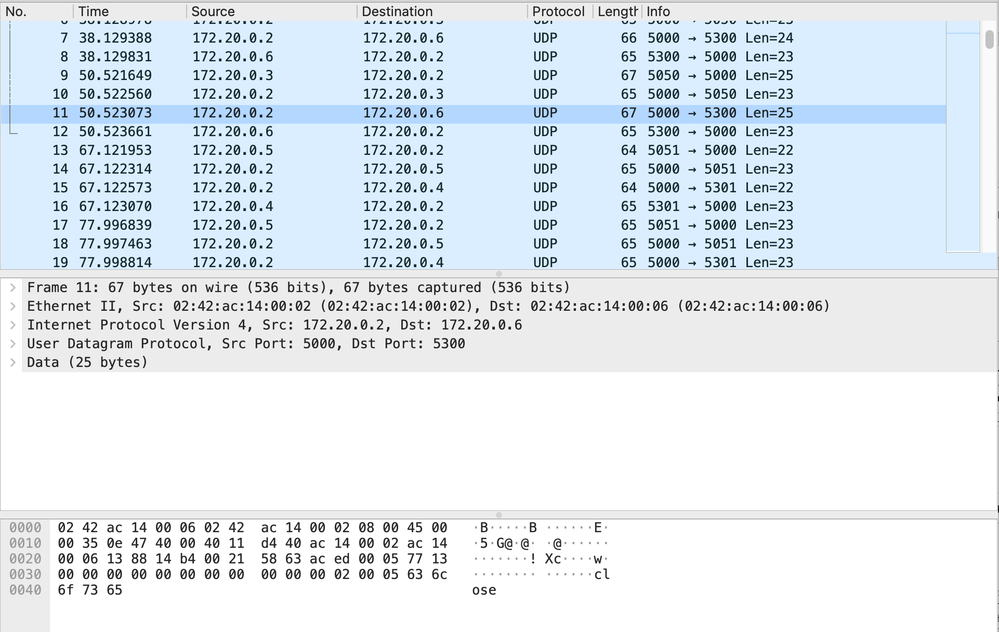 No. Time Source Destination Protocol Length Info
7 38.129388 172.20.0.2 172.20.0.6 UDP 66 5000 → 5300 Len=24
8 38.129831 172.20.0.6 172.20.0.2 UDP 65 5300 → 5000 Len=23
9 50.521649 172.20.0.3 172.20.0.2 UDP 67 5050 → 5000 Len=25
10 50.522560 172.20.0.2 172.20.0.3 UDP 65 5000 → 5050 Len=23
11 50.523073 172.20.0.2 172.20.0.6 UDP 67 5000 → 5300 Len=25
12 50.523661 172.20.0.6 172.20.0.2 UDP 65 5300 → 5000 Len=23
13 67.121953 172.20.0.5 172.20.0.2 UDP 64 5051 → 5000 Len=22
14 67.122314 172.20.0.2 172.20.0.5 UDP 65 5000 → 5051 Len=23
15 67.122573 172.20.0.2 172.20.0.4 UDP 64 5000 → 5301 Len=22
16 67.123070 172.20.0.4 172.20.0.2 UDP 65 5301 → 5000 Len=23
17 77.996839 172.20.0.5 172.20.0.2 UDP 65 5051 → 5000 Len=23
18 77.997463 172.20.0.2 172.20.0.5 UDP 65 5000 → 5051 Len=23
19 77.998814 172.20.0.2 172.20.0.4 UDP 65 5000 → 5301 Len=23
Frame 11: 67 bytes on wire (536 bits), 67 bytes captured (536 bits)
Ethernet II, Src: 02:42:ac:14:00:02 (02:42:ac:14:00:02), Dst: 02:42:ac:14:00:06 (02:42:ac:14:00:06)
Internet Protocol Version 4, Src: 172.20.0.2, Dst: 172.20.0.6
User Datagram Protocol, Src Port: 5000, Dst Port: 5300
Data (25 bytes)
0000 02 42 ac 14 00 06 02 42 ac 14 00 02 08 00 45 00 ·B·····B ······E·
0010 00 35 0e 47 40 00 40 11 d4 40 ac 14 00 02 ac 14 ·5·G@·@· ·@······
0020 00 06 13 88 14 b4 00 21 58 63 ac ed 00 05 77 13 ·······! Xc····w·
0030 00 00 00 00 00 00 00 00 00 00 00 02 00 05 63 6c ········ ······cl
0040 6f 73 65 ose